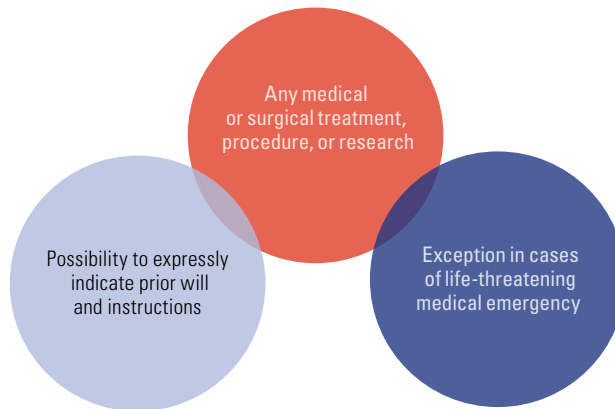 Any medical
or surgical treatment,
procedure, or research
Possibility to expressly
indicate prior will
and instructions
Exception in cases
of life-threatening
medical emergency